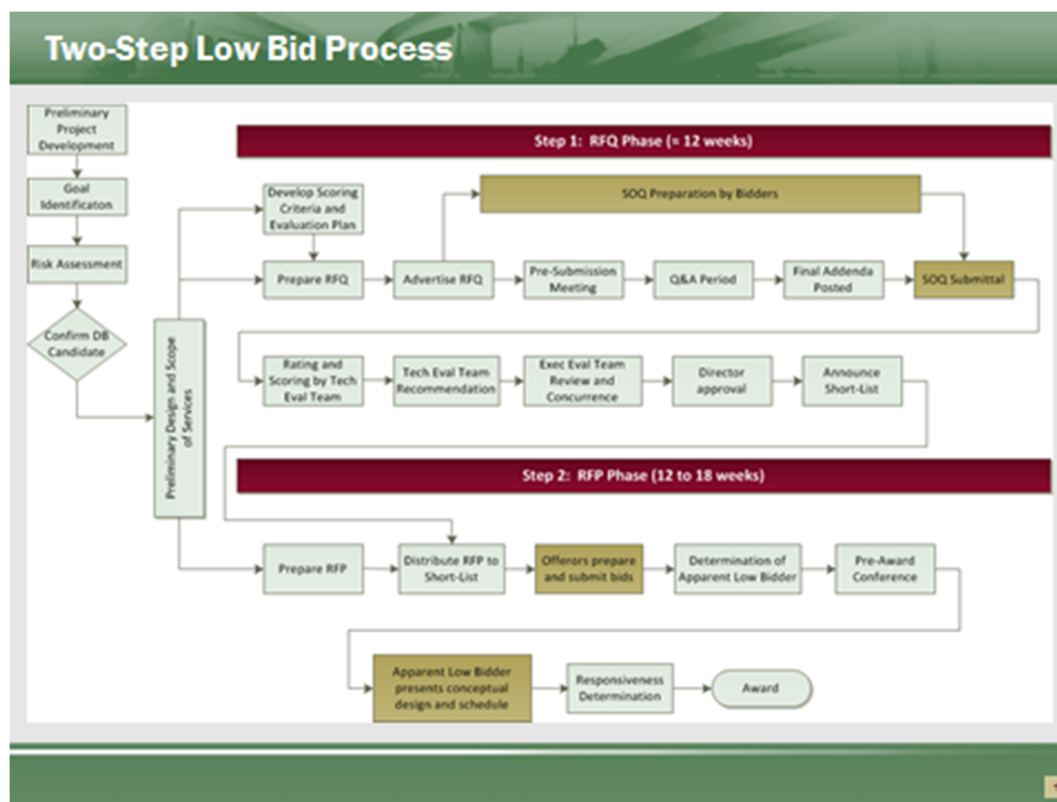 Two-Step Low Bid Process
Preliminary
Project
Development
Goal
Identificaton
Risk Assessment
Confirm DB
Candidate
Preliminary Design and Scope
of Services
Step 1: RFQ Phase (≈ 12 weeks)
Develop Scoring
Criteria and
Evaluation Plan
SOQ Preparation by Bidders
Prepare RFQ
Advertise RFQ
Pre-Submission
Meeting
Q&A Period
Final Addenda
Posted
SOQ Submittal
Rating and
Scoring by Tech
Eval Team
Tech Eval Team
Recommendation
Exec Eval Team
Review and
Concurrence
Director
approval
Announce
Short-List
Step 2: RFP Phase (12 to 18 weeks)
Prepare RFP
Distribute RFP to
Short-List
Offerors prepare
and submit bids
Determination of
Apparent Low Bidder
Pre-Award
Conference
Apparent Low Bidder
presents conceptual
design and schedule
Responsiveness
Determination
Award